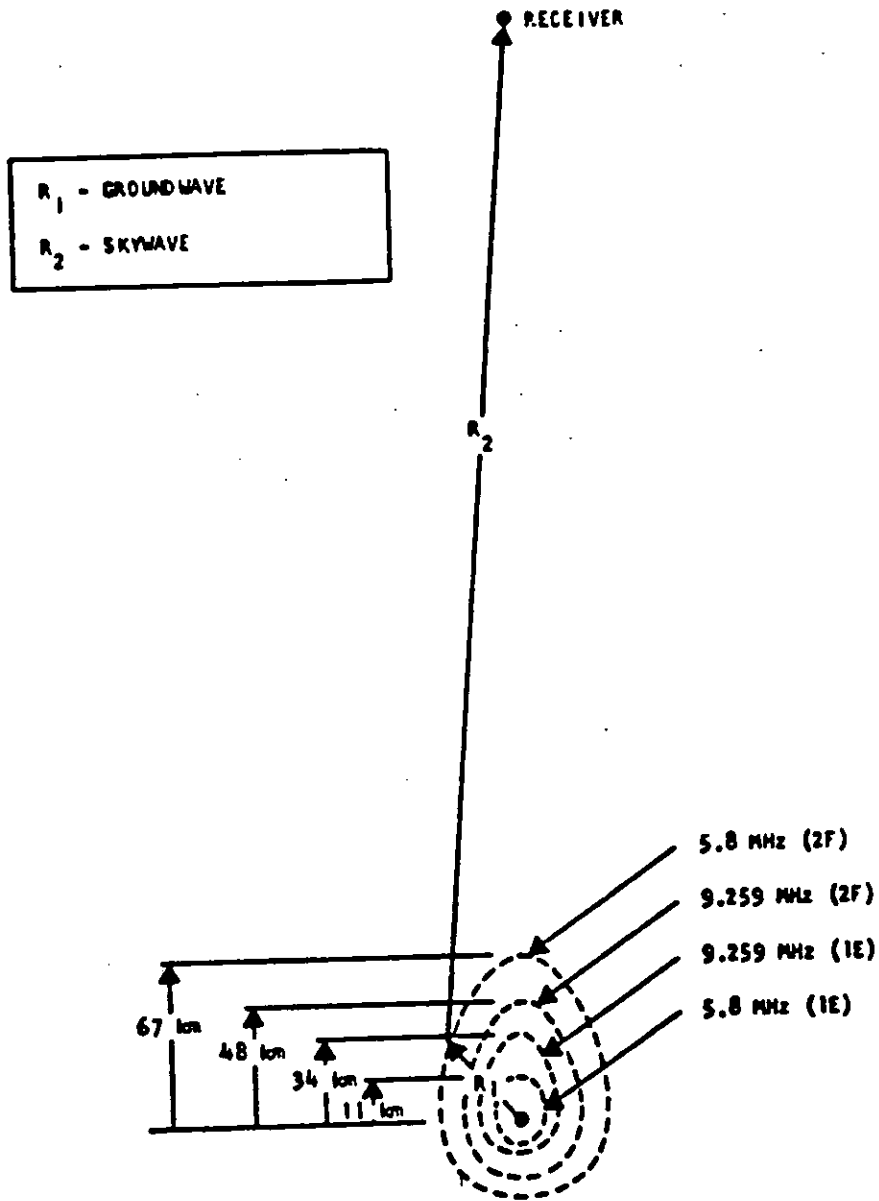 RECEIVER
R1 - GROUNDWAVE
R2 - SKYWAVE
R2
5.8 MHz (2F)
9.259 MHz (2F)
9.259 MHz (1E)
5.8 MHz (1E)
67 km
48 km
34 km
11 km
R1